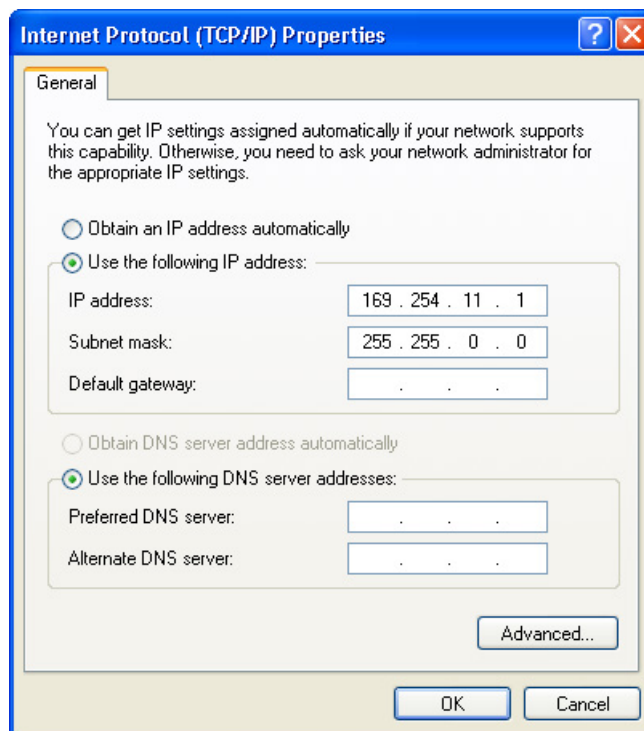 Internet Protocol (TCP/IP) Properties
General
You can get IP settings assigned automatically if your network supports
this capability. Otherwise, you need to ask your network administrator for
the appropriate IP settings.
Obtain an IP address automatically
Use the following IP address:
IP address: 169 . 254 . 11 . 1
Subnet mask: 255 . 255 . 0 . 0
Default gateway: . . .
Obtain DNS server address automatically
Use the following DNS server addresses:
Preferred DNS server: . . .
Alternate DNS server: . . .
Advanced...
OK Cancel